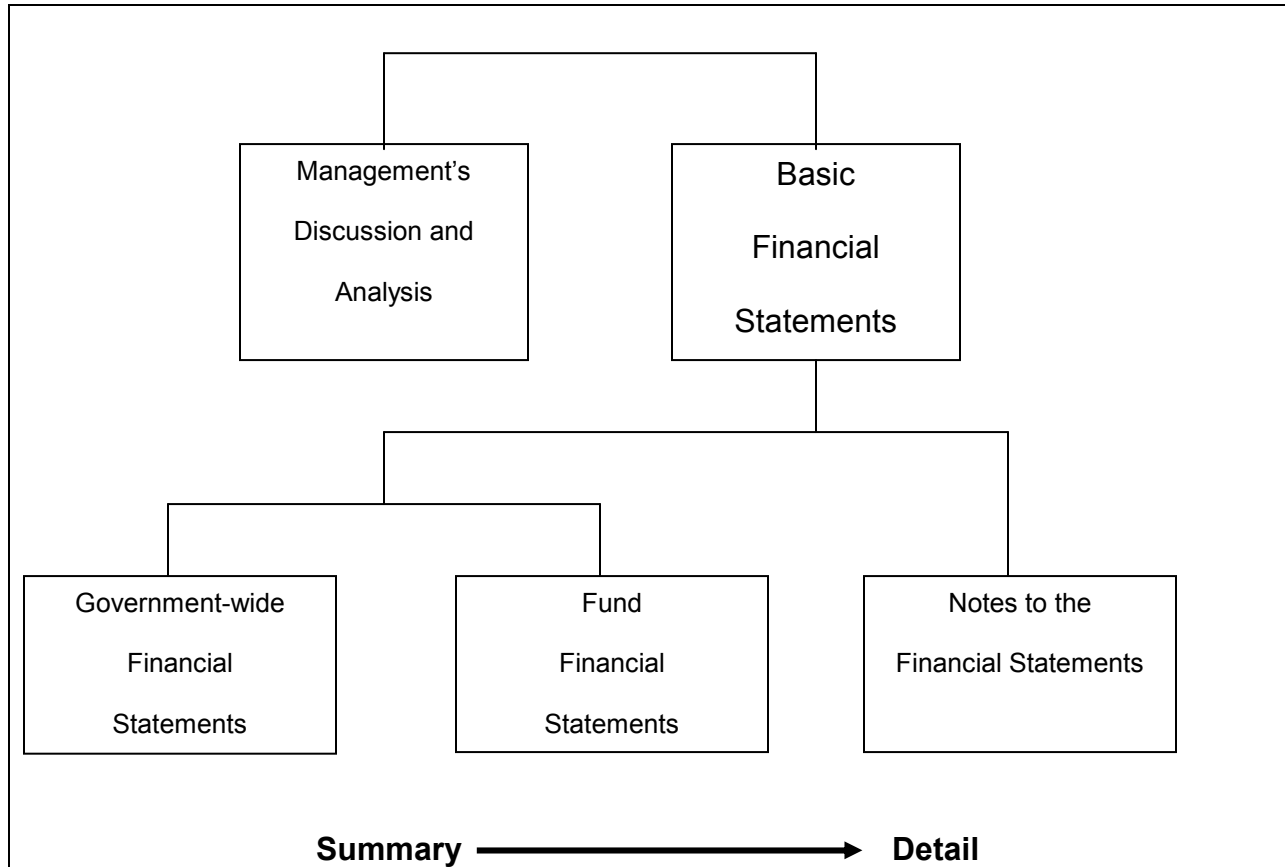 Management’s
Discussion and
Analysis
Basic
Financial
Statements
Government-wide
Financial
Statements
Fund
Financial
Statements
Notes to the
Financial Statements
Summary
Detail